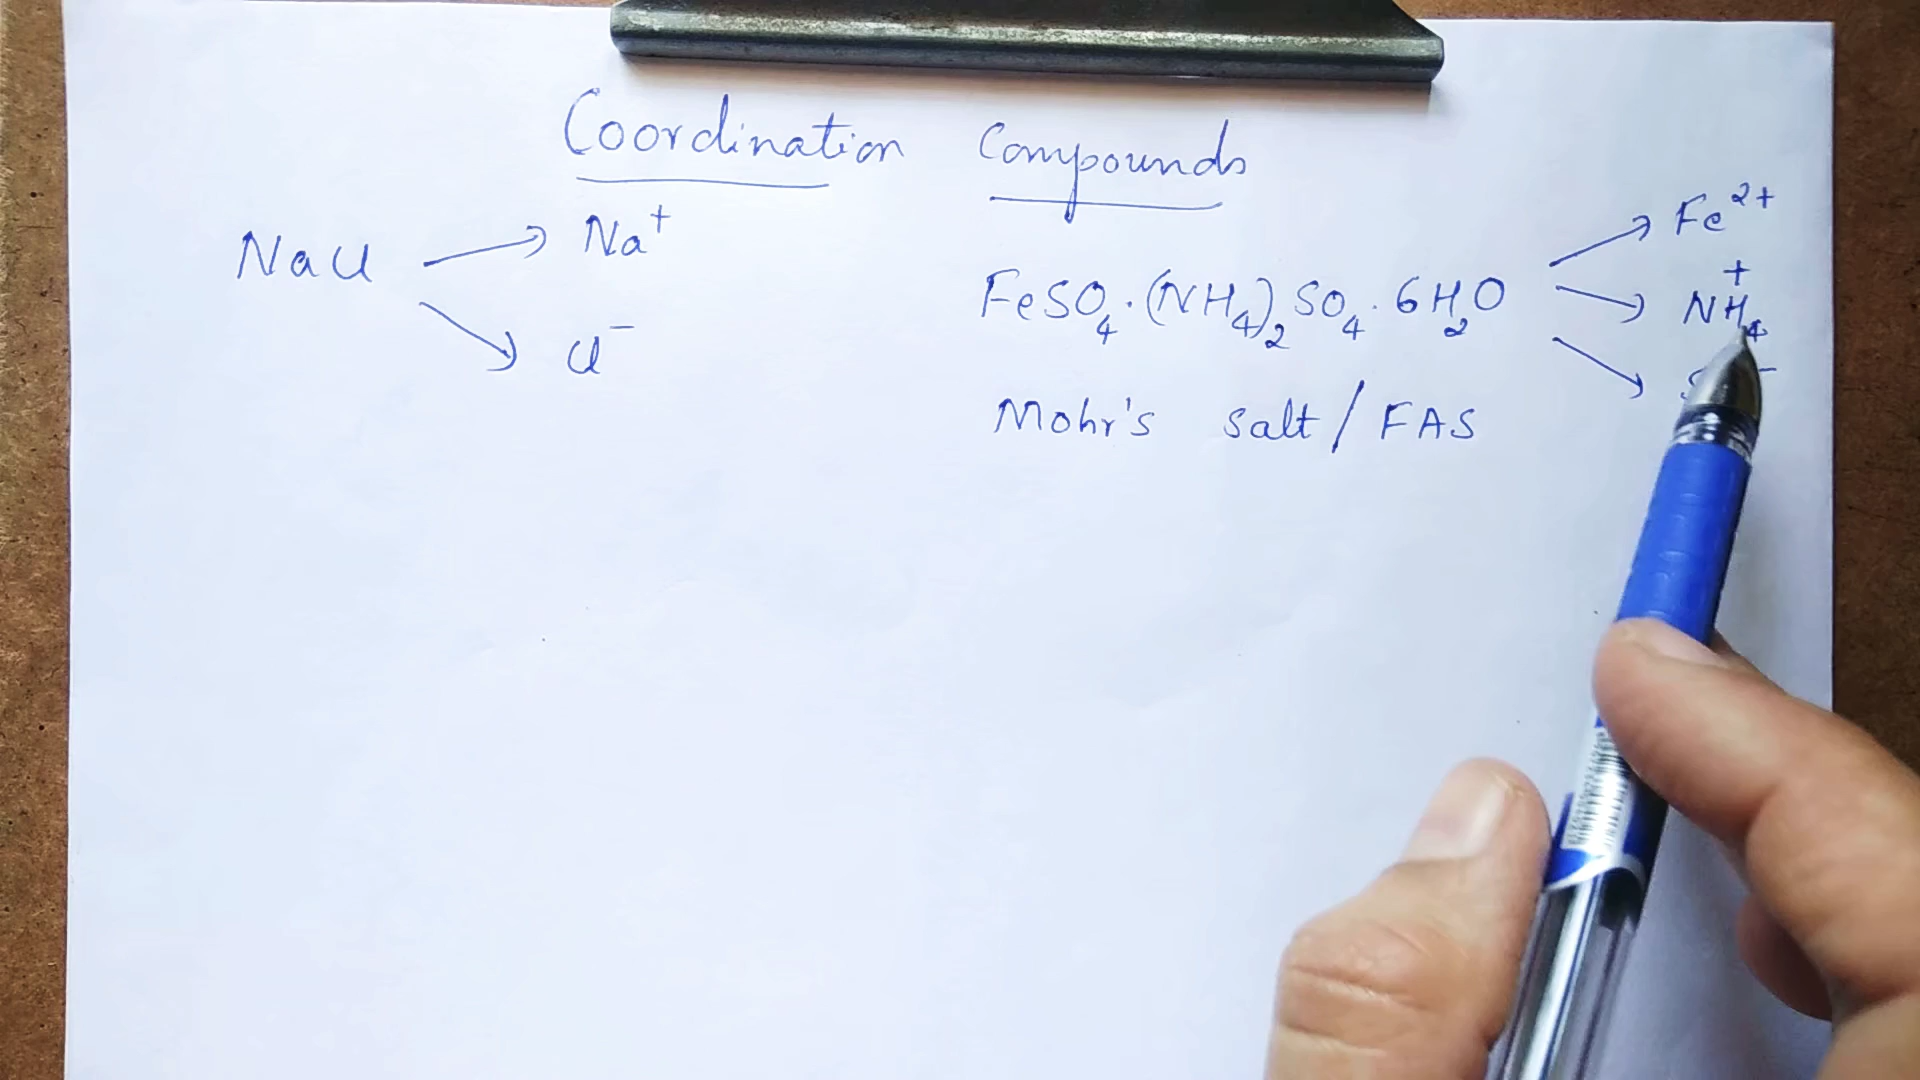 Coordination Compounds
NaCl → Na⁺
→ Cl⁻
FeSO₄·(NH₄)₂SO₄·6H₂O → Fe²⁺
→ NH₄⁺
→
Mohr's salt / FAS